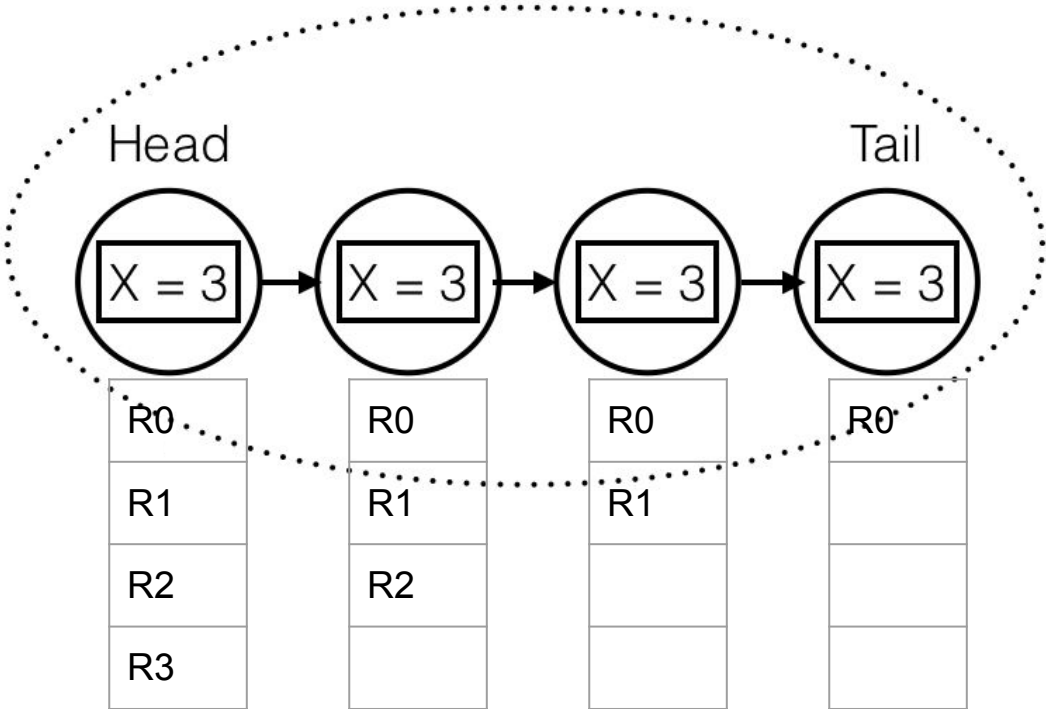 Head Tail
X = 3 X = 3 X = 3 X = 3
R0 R0 R0 R0
R1 R1 R1
R2 R2
R3